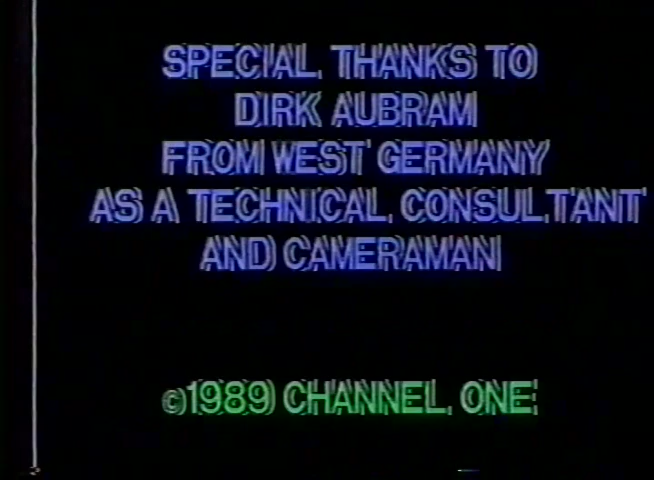 SPECIAL THANKS TO
DIRK AUBRAM
FROM WEST GERMANY
AS A TECHNICAL CONSULTANT
AND CAMERAMAN
©1989 CHANNEL ONE